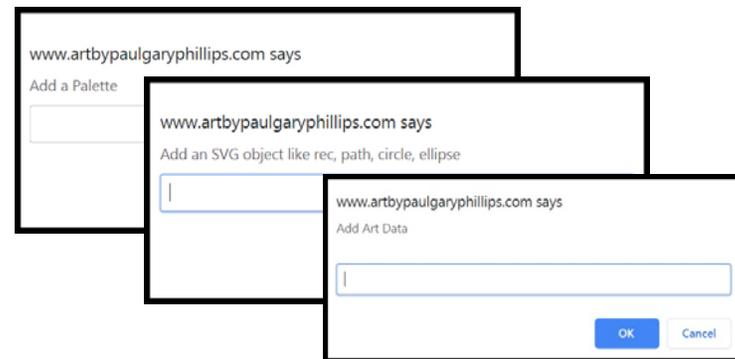 www.artbypaulgaryphillips.com says
Add a Palette
www.artbypaulgaryphillips.com says
Add an SVG object like rec, path, circle, ellipse
www.artbypaulgaryphillips.com says
Add Art Data
OK Cancel